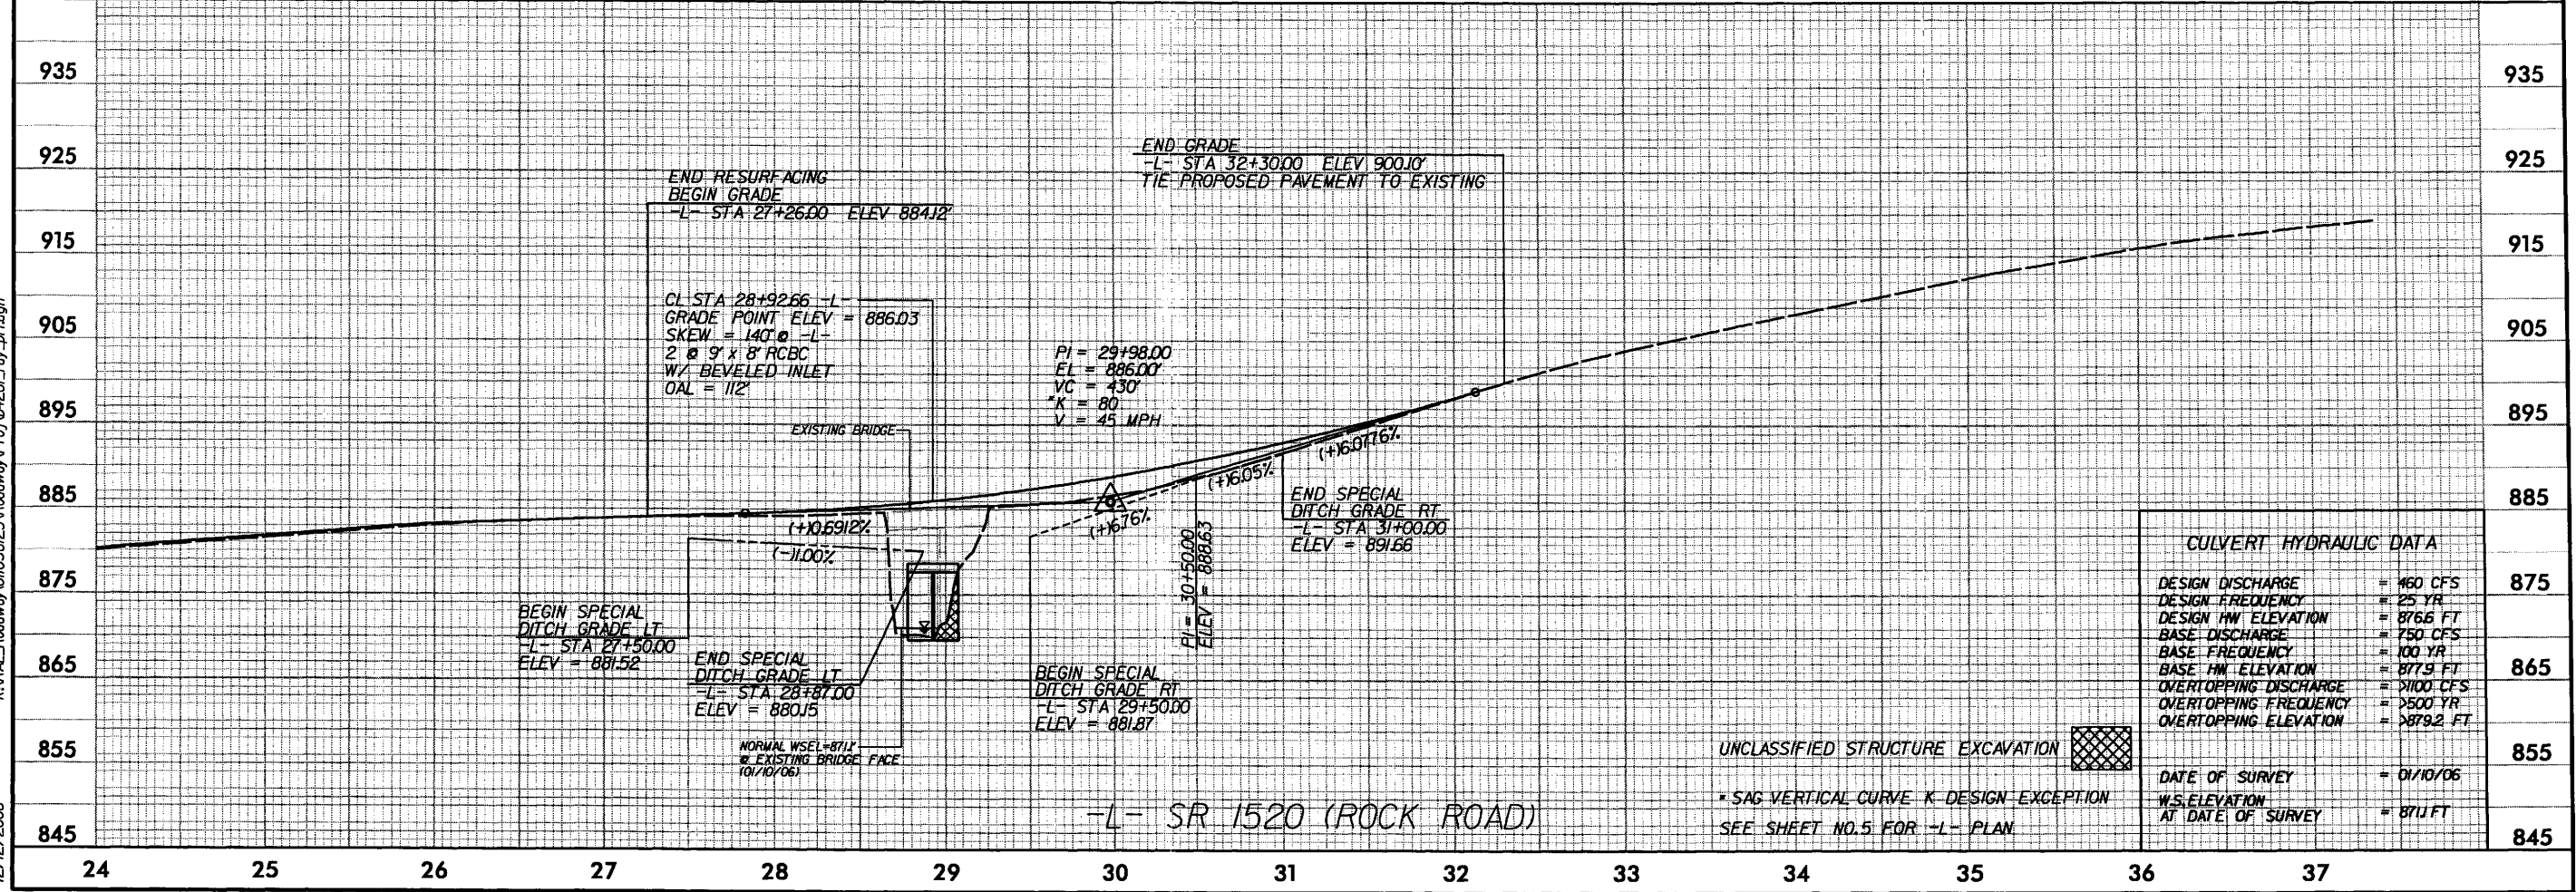 935
925
915
905
895
885
875
865
855
845
935
925
915
905
895
885
875
865
855
845
END GRADE
-L- STA 32+30.00 ELEV 900.10'
TIE PROPOSED PAVEMENT TO EXISTING
END RESURFACING
BEGIN GRADE
-L- STA 27+26.00 ELEV 884.12'
CL STA 28+92.66 -L-
GRADE POINT ELEV = 886.03
SKEW = 140° @ -L-
2 @ 9' x 8' RCBC
W/ BEVELED INLET
OAL = 112'
EXISTING BRIDGE
PI = 29+98.00
EL = 886.00'
VC = 430'
*K = 80
V = 45 MPH
(+)0.6912%
(-)1.00%
(+)6.76%
(+)6.05%
(+)6.0776%
PI = 30+50.00
ELEV = 888.63
END SPECIAL
DITCH GRADE RT
-L- STA 31+00.00
ELEV = 891.66
BEGIN SPECIAL
DITCH GRADE LT
-L- STA 27+50.00
ELEV = 881.52
END SPECIAL
DITCH GRADE LT
-L- STA 28+87.00
ELEV = 880.15
BEGIN SPECIAL
DITCH GRADE RT
-L- STA 29+50.00
ELEV = 881.87
NORMAL WSEL=871.1'
@ EXISTING BRIDGE FACE
(01/10/06)
CULVERT HYDRAULIC DATA
DESIGN DISCHARGE = 460 CFS
DESIGN FREQUENCY = 25 YR
DESIGN HW ELEVATION = 876.6 FT
BASE DISCHARGE = 750 CFS
BASE FREQUENCY = 100 YR
BASE HW ELEVATION = 877.9 FT
OVERTOPPING DISCHARGE = >1100 CFS
OVERTOPPING FREQUENCY = >500 YR
OVERTOPPING ELEVATION = >879.2 FT
DATE OF SURVEY = 01/10/06
W.S. ELEVATION
AT DATE OF SURVEY = 871.1 FT
UNCLASSIFIED STRUCTURE EXCAVATION
* SAG VERTICAL CURVE K DESIGN EXCEPTION
SEE SHEET NO. 5 FOR -L- PLAN
-L- SR 1520 (ROCK ROAD)
24 25 26 27 28 29 30 31 32 33 34 35 36 37